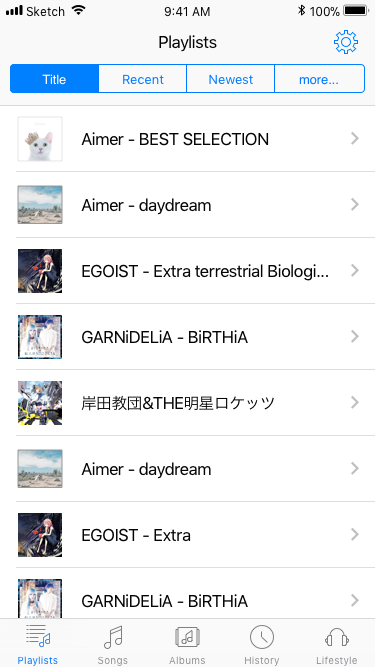 Sketch 9:41 AM 100%
Playlists
Title Recent Newest more...
Aimer - BEST SELECTION
Aimer - daydream
EGOIST - Extra terrestrial Biologi...
GARNiDELiA - BiRTHiA
岸田教団&THE明星ロケッツ
Aimer - daydream
EGOIST - Extra
GARNiDELiA - BiRTHiA
Playlists Songs Albums History Lifestyle